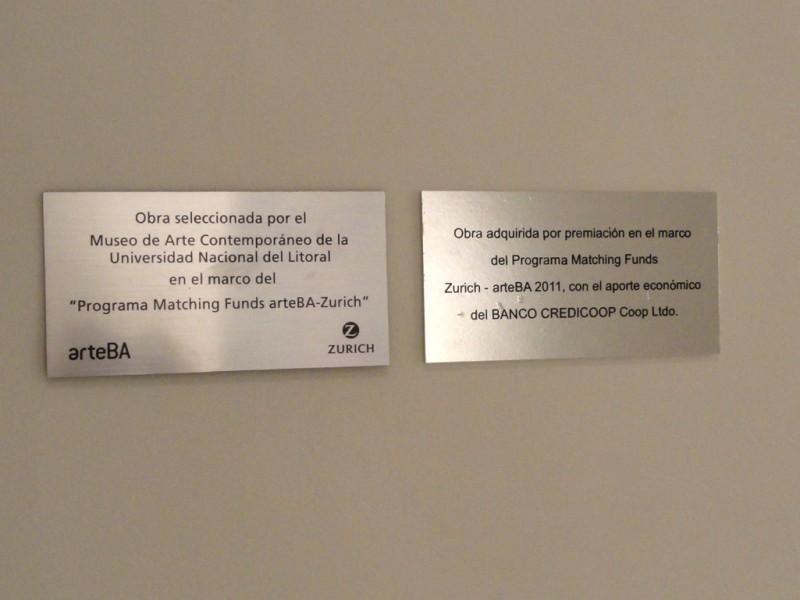 Obra seleccionada por el
Museo de Arte Contemporáneo de la
Universidad Nacional del Litoral
en el marco del
“Programa Matching Funds arteBA-Zurich”
arteBA
Z
ZURICH
Obra adquirida por premiación en el marco
del Programa Matching Funds
Zurich - arteBA 2011, con el aporte económico
del BANCO CREDICOOP Coop Ltdo.